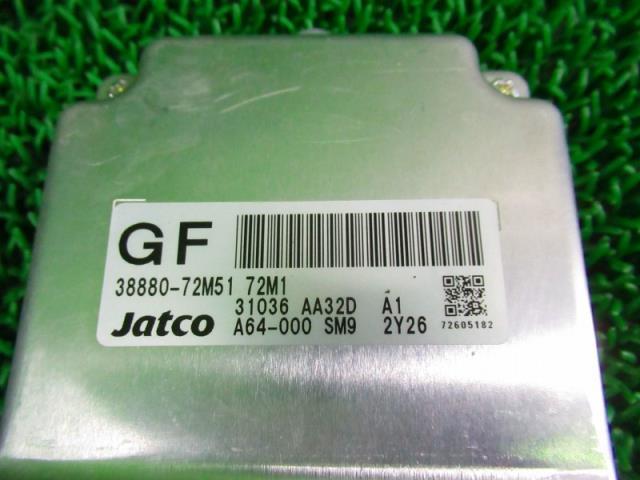 GF
38880-72M51 72M1
31036 AA32D A1
Jatco A64-000 SM9 2Y26
72605182